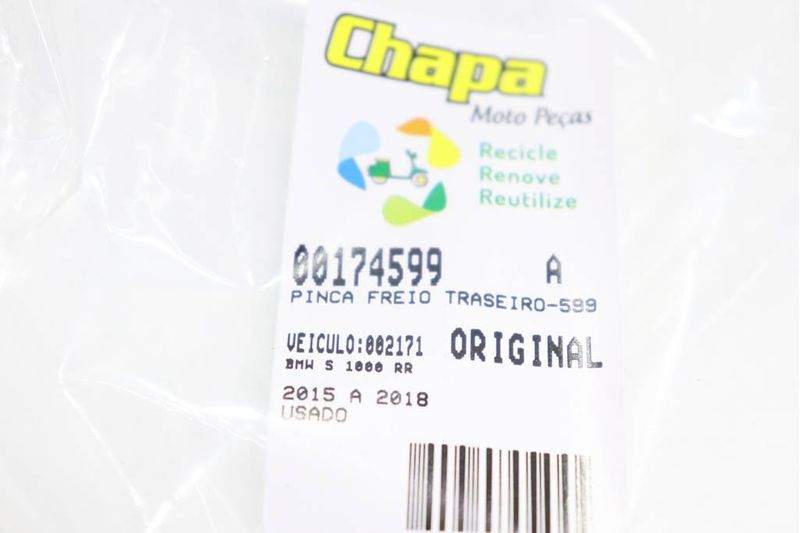 Chapa
Moto Peças
Recicle
Renove
Reutilize
00174599 A
PINCA FREIO TRASEIRO-599
VEICULO:002171 ORIGINAL
BMW S 1000 RR
2015 A 2018
USADO